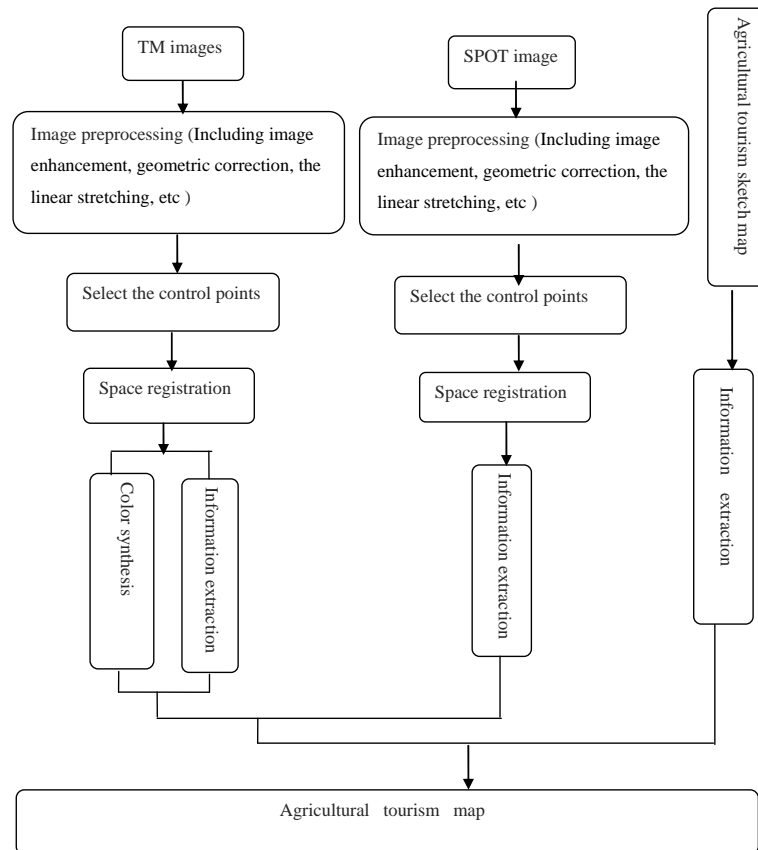 TM images
Image preprocessing (Including image
enhancement, geometric correction, the
linear stretching, etc )
Select the control points
Space registration
Color synthesis
Information extraction
SPOT image
Image preprocessing (Including image
enhancement, geometric correction, the
linear stretching, etc )
Select the control points
Space registration
Information extraction
Agricultural tourism sketch map
Information extraction
Agricultural tourism map